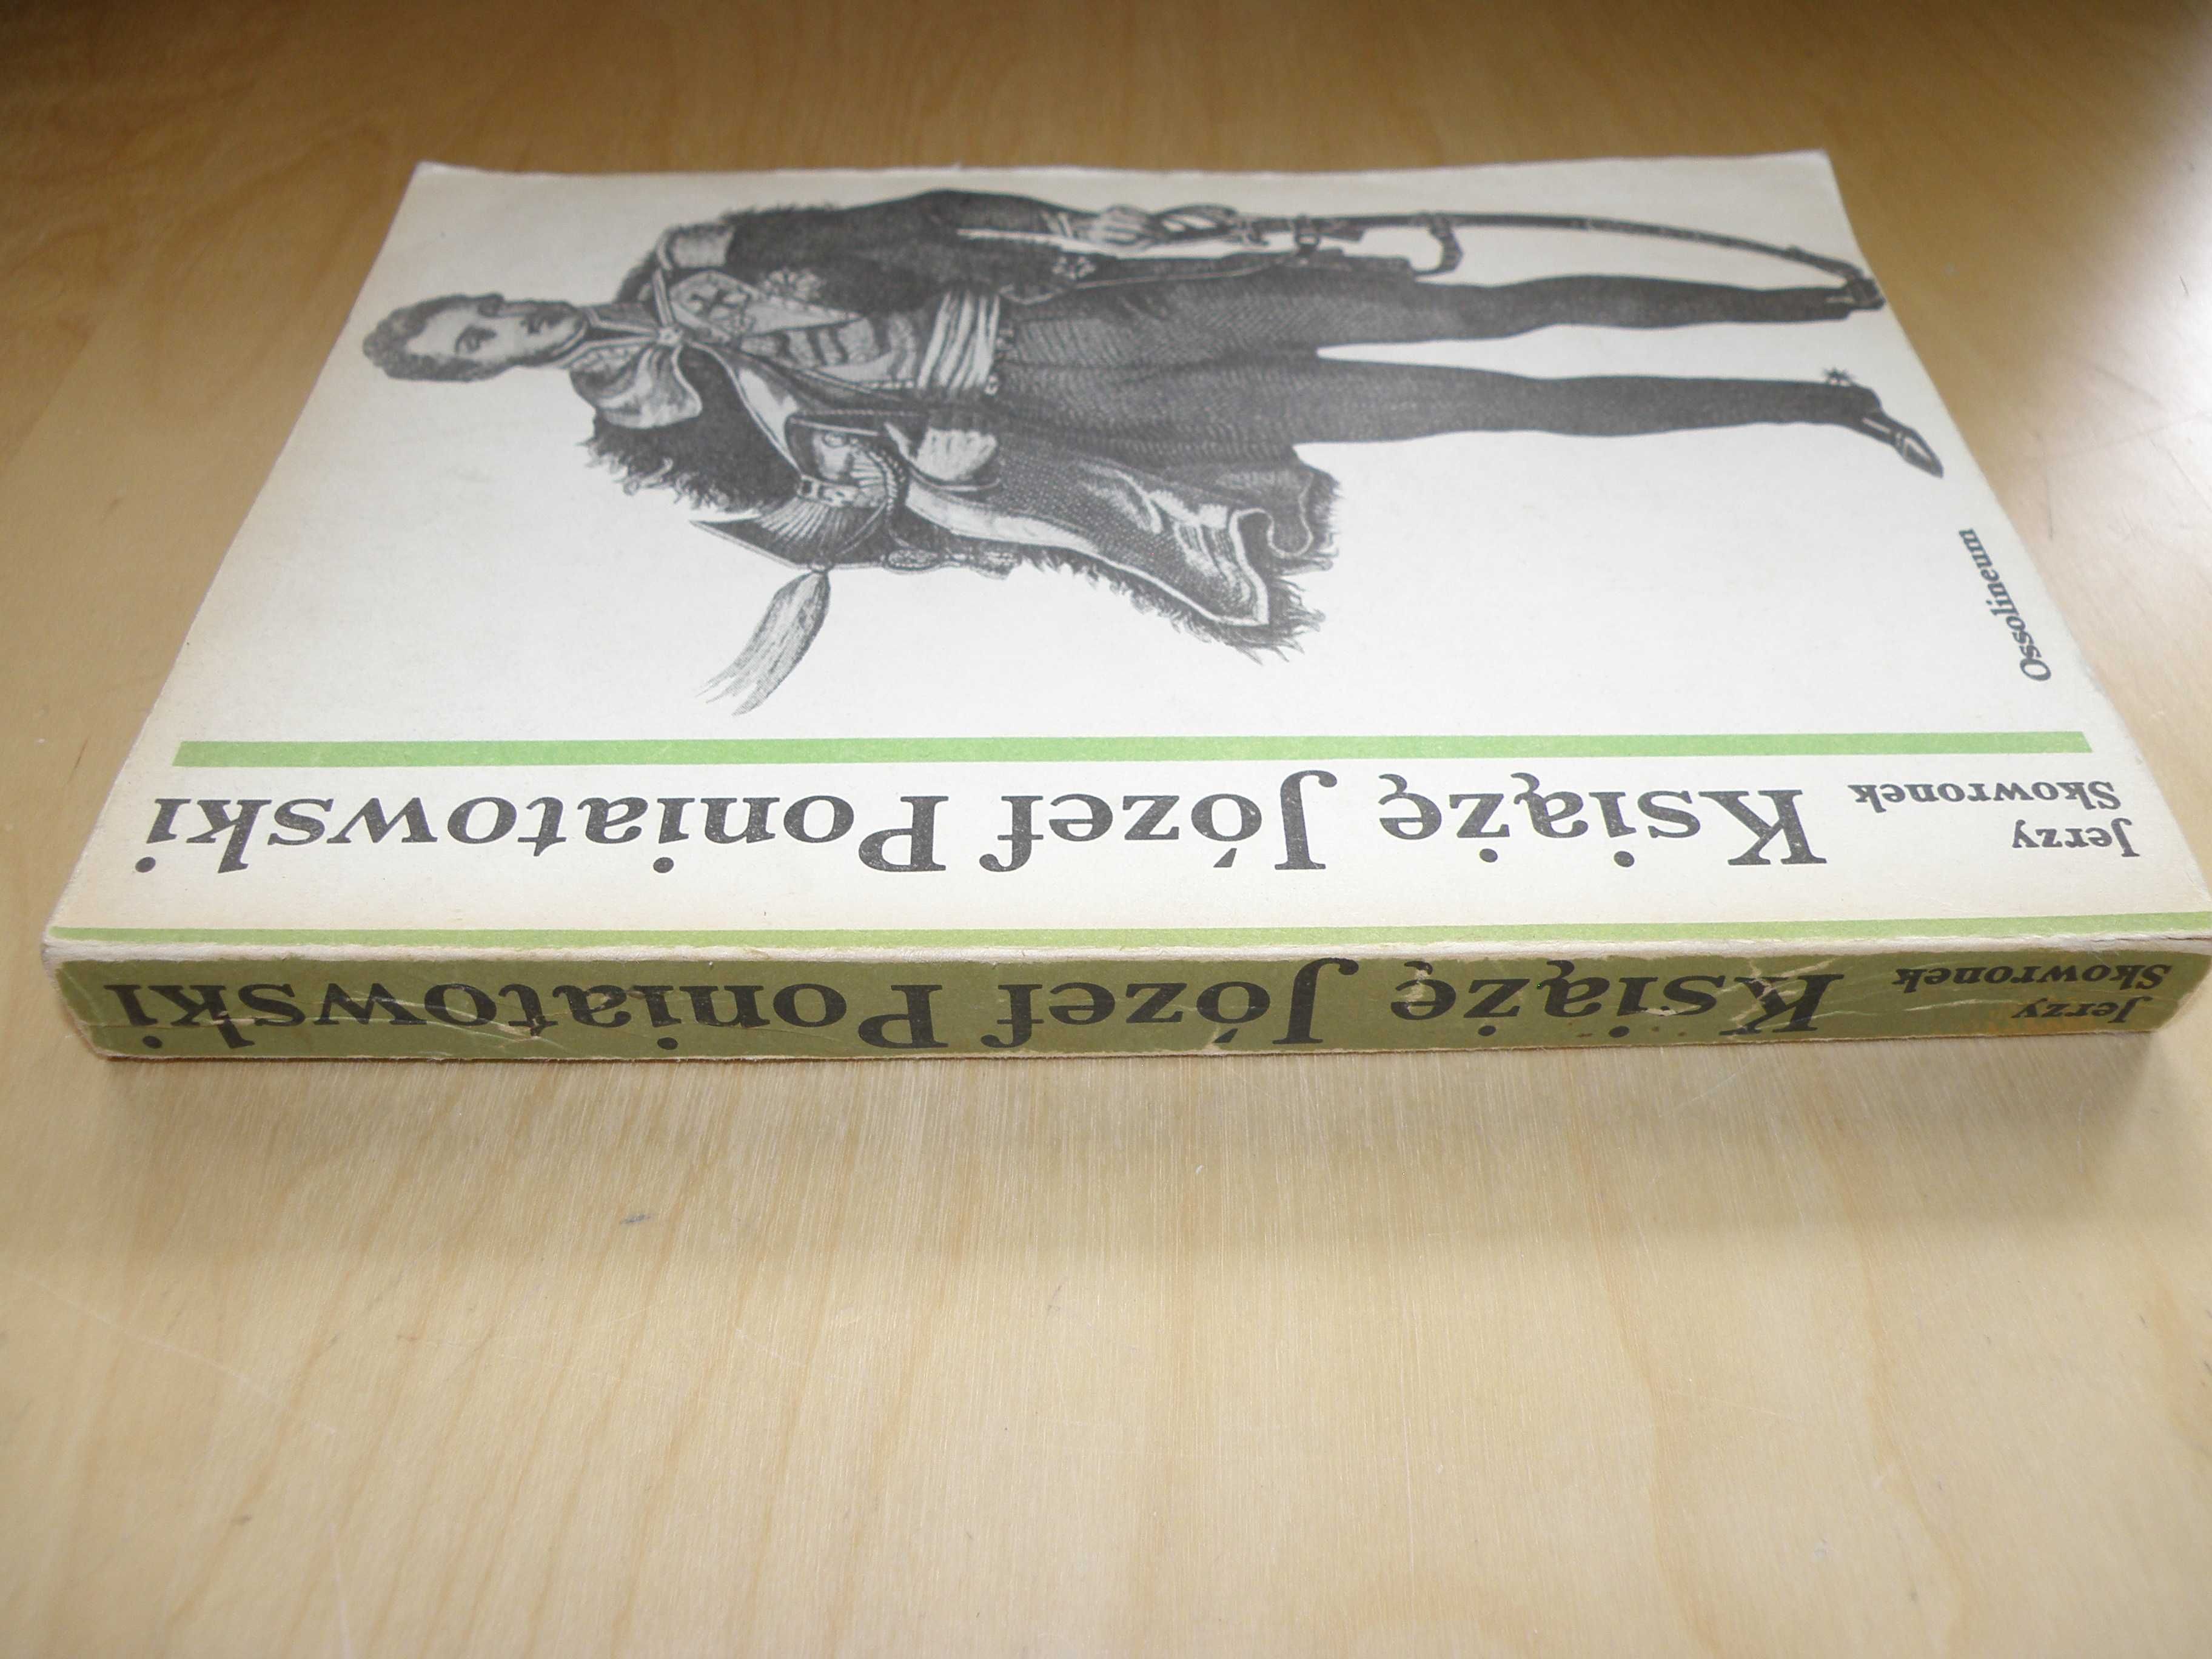 Jerzy
Skowronek
Książę Józef Poniatowski
Ossolineum
Jerzy
Skowronek
Książę Józef Poniatowski